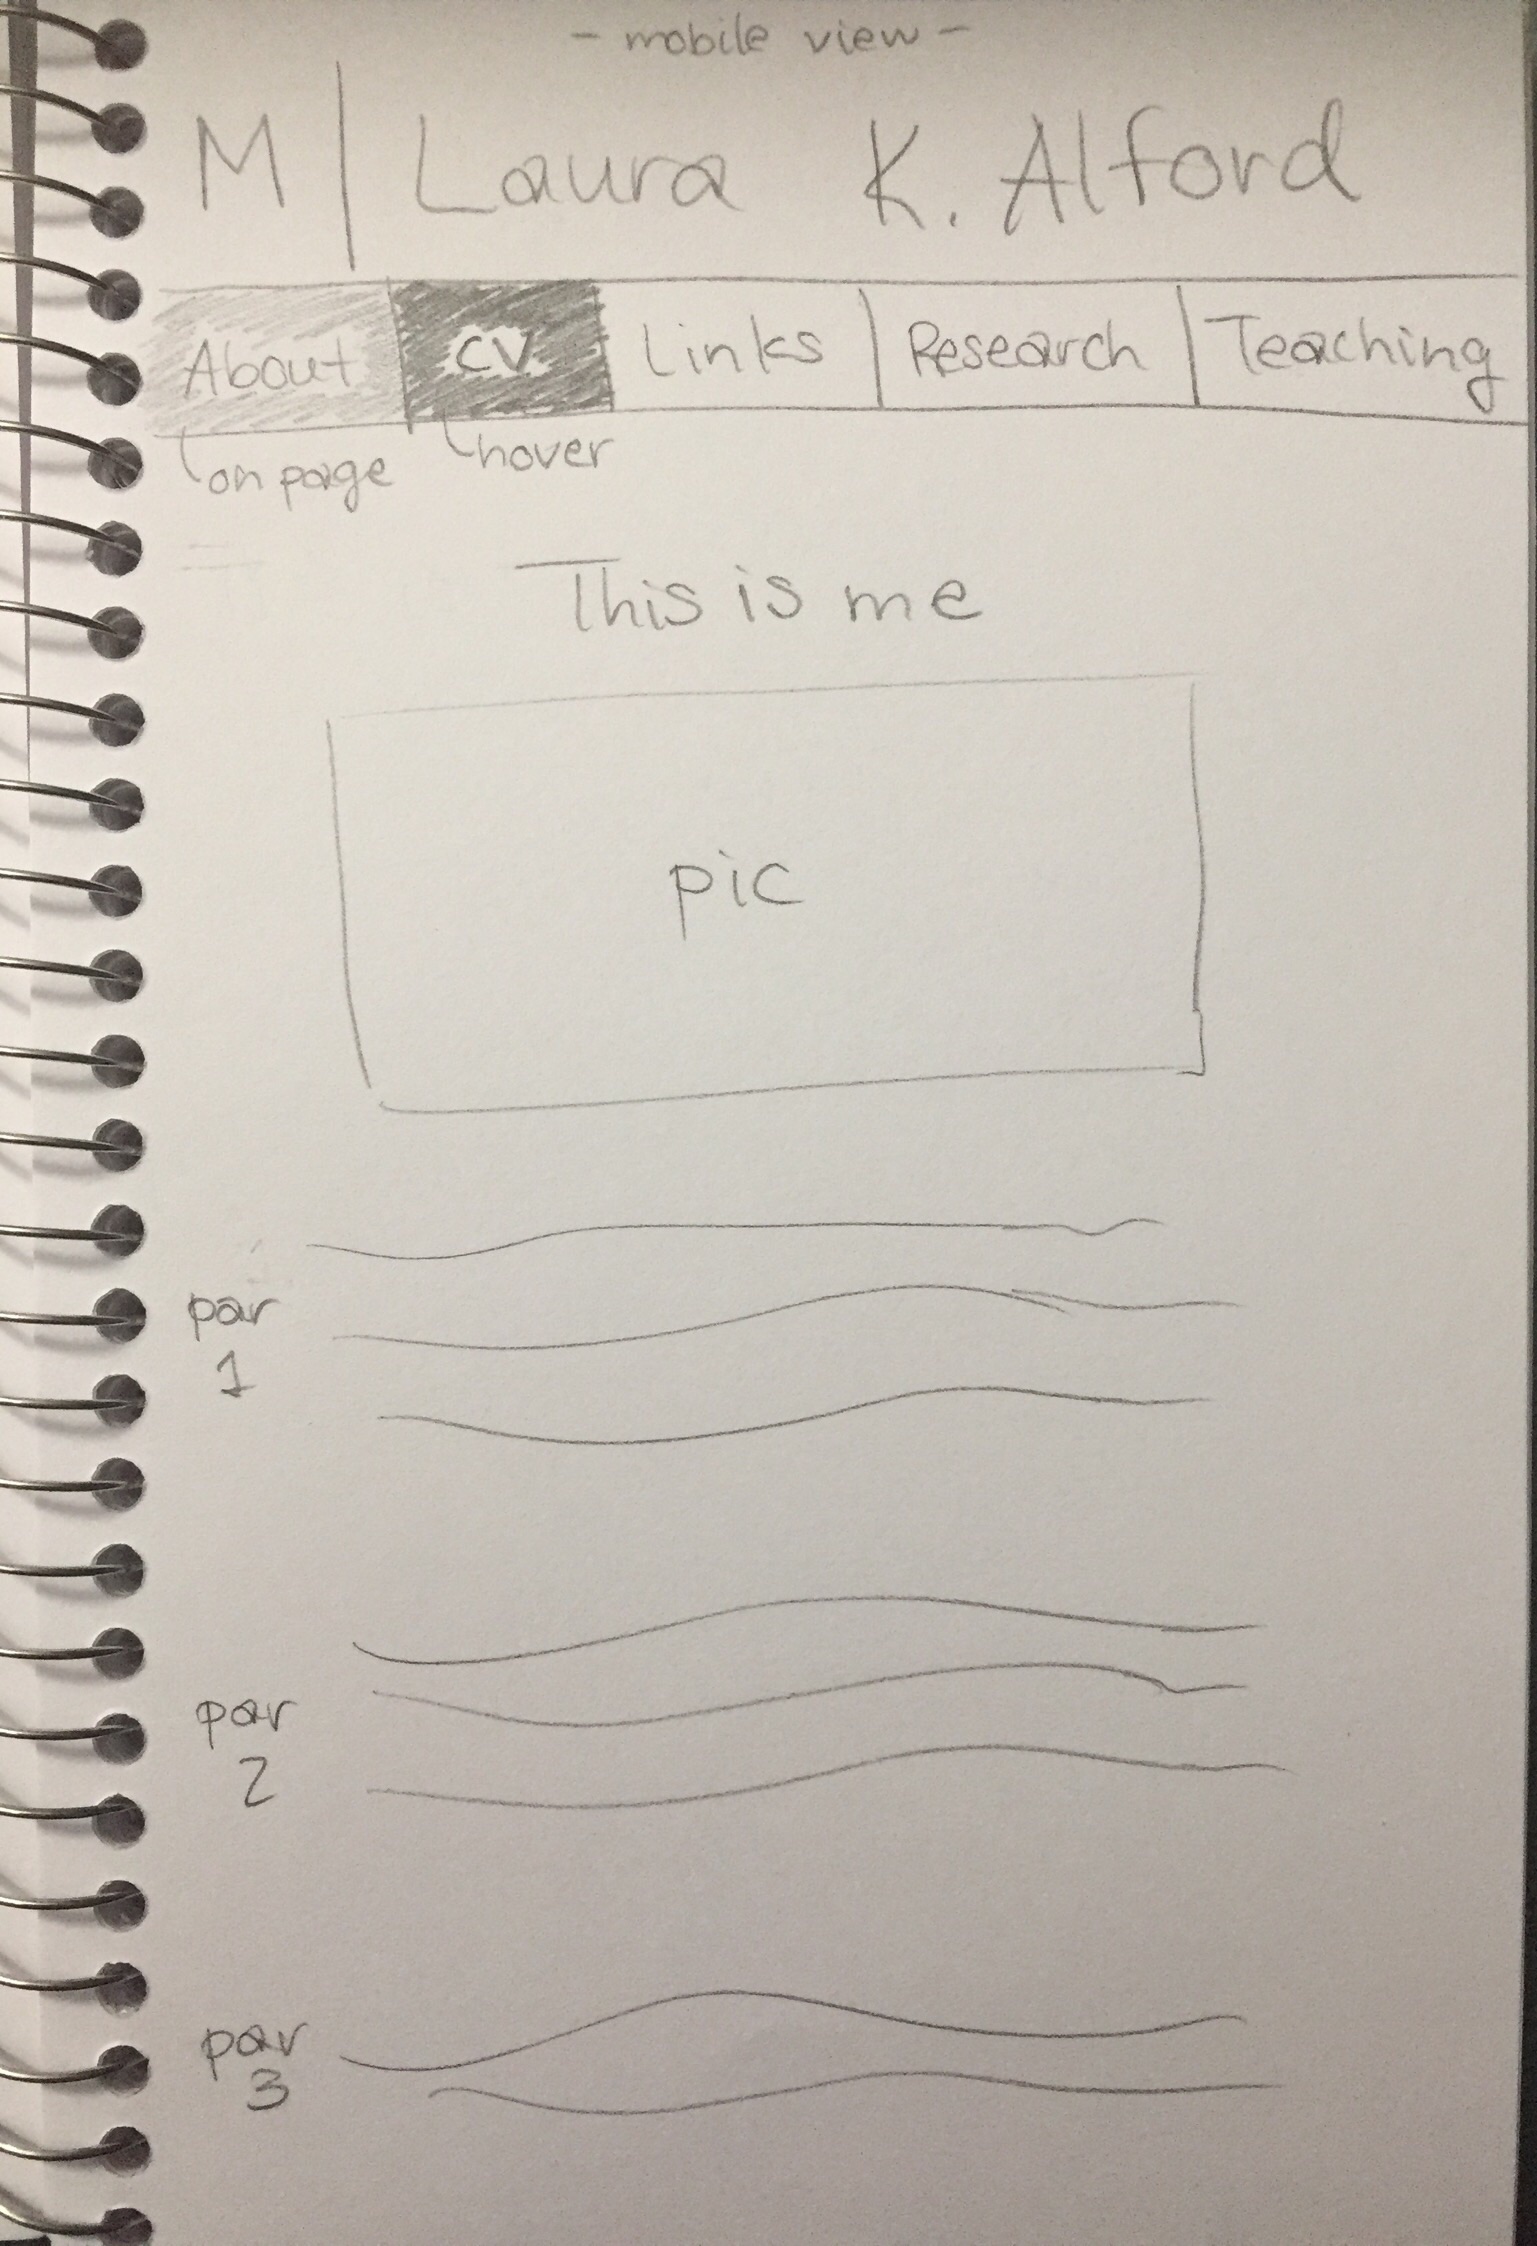 - mobile view -
M | Laura K. Alford
About CV Links Research Teaching
on page hover
This is me
pic
par
1
par
2
par
3